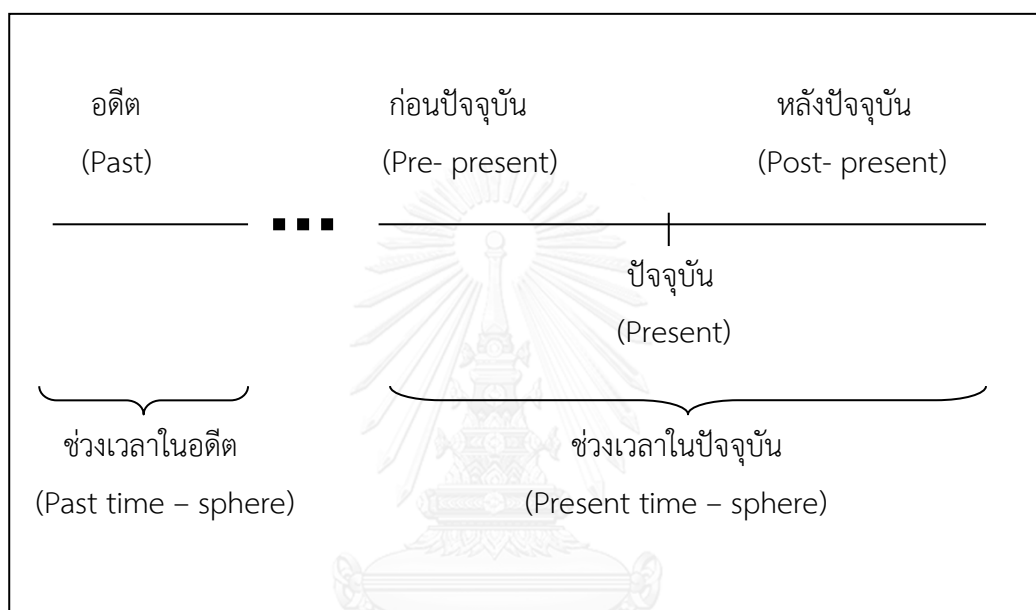 อดีต ก่อนปัจจุบัน หลังปัจจุบัน
(Past) (Pre- present) (Post- present)
ปัจจุบัน
(Present)
ช่วงเวลาในอดีต ช่วงเวลาในปัจจุบัน
(Past time – sphere) (Present time – sphere)